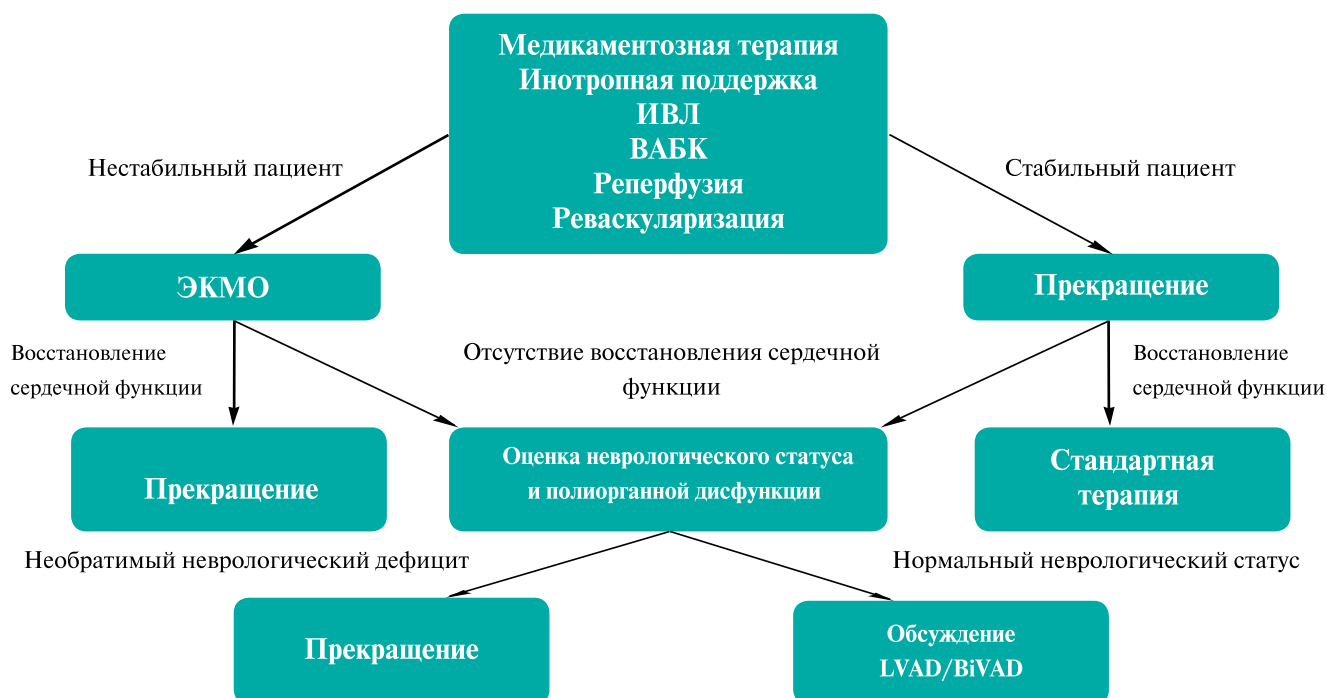 Медикаментозная терапия
Инотропная поддержка
ИВЛ
ВАБК
Реперфузия
Реваскуляризация
Нестабильный пациент
Стабильный пациент
ЭКМО
Прекращение
Восстановление
сердечной функции
Отсутствие восстановления сердечной
функции
Восстановление
сердечной функции
Прекращение
Оценка неврологического статуса
и полиорганной дисфункции
Стандартная
терапия
Необратимый неврологический дефицит
Нормальный неврологический статус
Прекращение
Обсуждение
LVAD/BiVAD